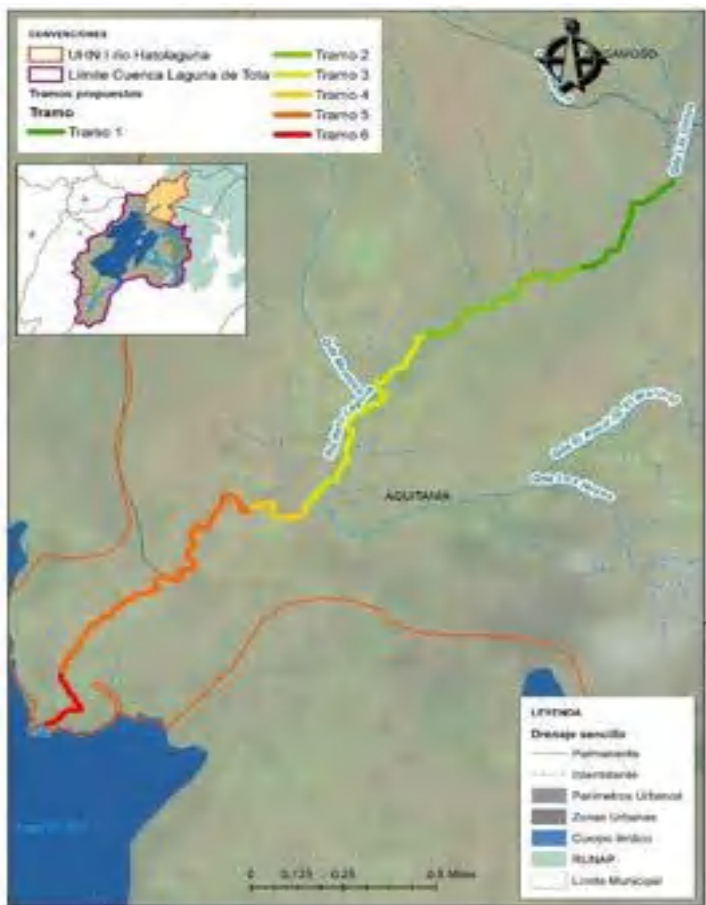 CONVENCIONES
UHN I río Hatolaguna
Límite Cuenca Laguna de Tota
Tramos propuestos
Tramo
Tramo 1
Tramo 2
Tramo 3
Tramo 4
Tramo 5
Tramo 6
AQUITANIA
LEYENDA
Drenaje sencillo
Permanente
Intermitente
Perímetros Urbanos
Zonas Urbanas
Cuerpo léntico
RUNAP
Límite Municipal
0 0,125 0,25 0,5 Miles